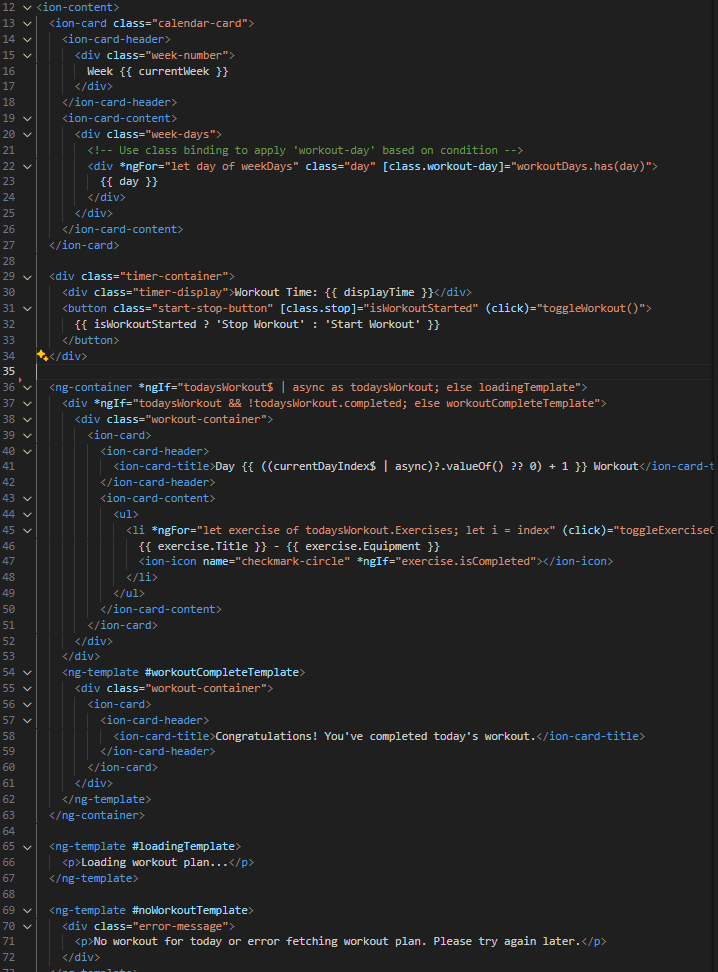 12 <ion-content>
13 <ion-card class="calendar-card">
14 <ion-card-header>
15 <div class="week-number">
16 Week {{ currentWeek }}
17 </div>
18 </ion-card-header>
19 <ion-card-content>
20 <div class="week-days">
21 <!-- Use class binding to apply 'workout-day' based on condition -->
22 <div *ngFor="let day of weekDays" class="day" [class.workout-day]="workoutDays.has(day)">
23 {{ day }}
24 </div>
25 </div>
26 </ion-card-content>
27 </ion-card>
28
29 <div class="timer-container">
30 <div class="timer-display">Workout Time: {{ displayTime }}</div>
31 <button class="start-stop-button" [class.stop]="isWorkoutStarted" (click)="toggleWorkout()">
32 {{ isWorkoutStarted ? 'Stop Workout' : 'Start Workout' }}
33 </button>
34 </div>
35
36 <ng-container *ngIf="todaysWorkout$ | async as todaysWorkout; else loadingTemplate">
37 <div *ngIf="todaysWorkout && !todaysWorkout.completed; else workoutCompleteTemplate">
38 <div class="workout-container">
39 <ion-card>
40 <ion-card-header>
41 <ion-card-title>Day {{ ((currentDayIndex$ | async)?.valueOf() ?? 0) + 1 }} Workout</ion-card-t
42 </ion-card-header>
43 <ion-card-content>
44 <ul>
45 <li *ngFor="let exercise of todaysWorkout.Exercises; let i = index" (click)="toggleExerciseC
46 {{ exercise.Title }} - {{ exercise.Equipment }}
47 <ion-icon name="checkmark-circle" *ngIf="exercise.isCompleted"></ion-icon>
48 </li>
49 </ul>
50 </ion-card-content>
51 </ion-card>
52 </div>
53 </div>
54 <ng-template #workoutCompleteTemplate>
55 <div class="workout-container">
56 <ion-card>
57 <ion-card-header>
58 <ion-card-title>Congratulations! You've completed today's workout.</ion-card-title>
59 </ion-card-header>
60 </ion-card>
61 </div>
62 </ng-template>
63 </ng-container>
64
65 <ng-template #loadingTemplate>
66 <p>Loading workout plan...</p>
67 </ng-template>
68
69 <ng-template #noWorkoutTemplate>
70 <div class="error-message">
71 <p>No workout for today or error fetching workout plan. Please try again later.</p>
72 </div>